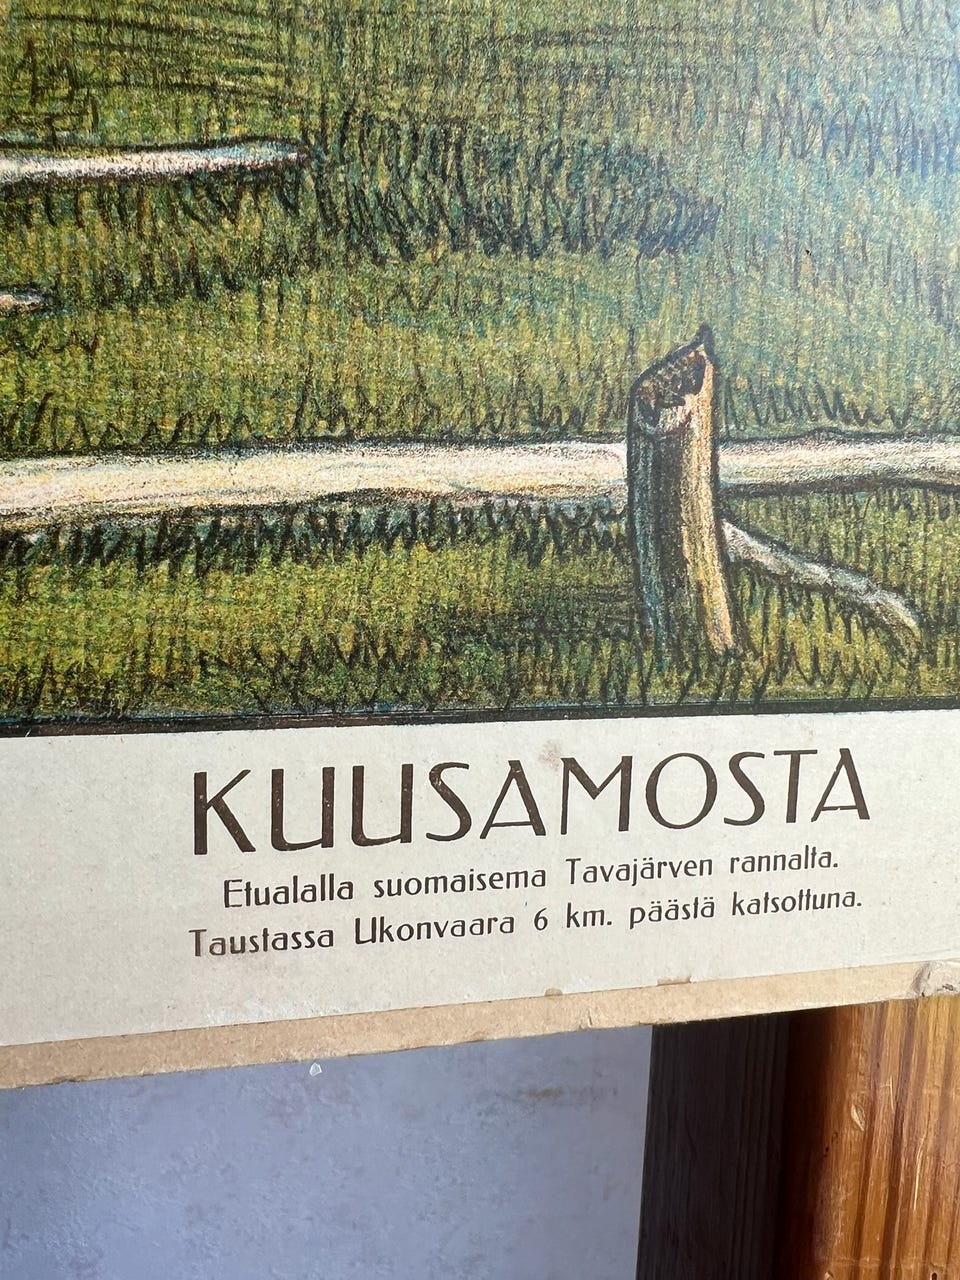 KUUSAMOSTA
Etualalla suomaisema Tavajärven rannalta.
Taustassa Ukonvaara 6 km. päästä katsottuna.